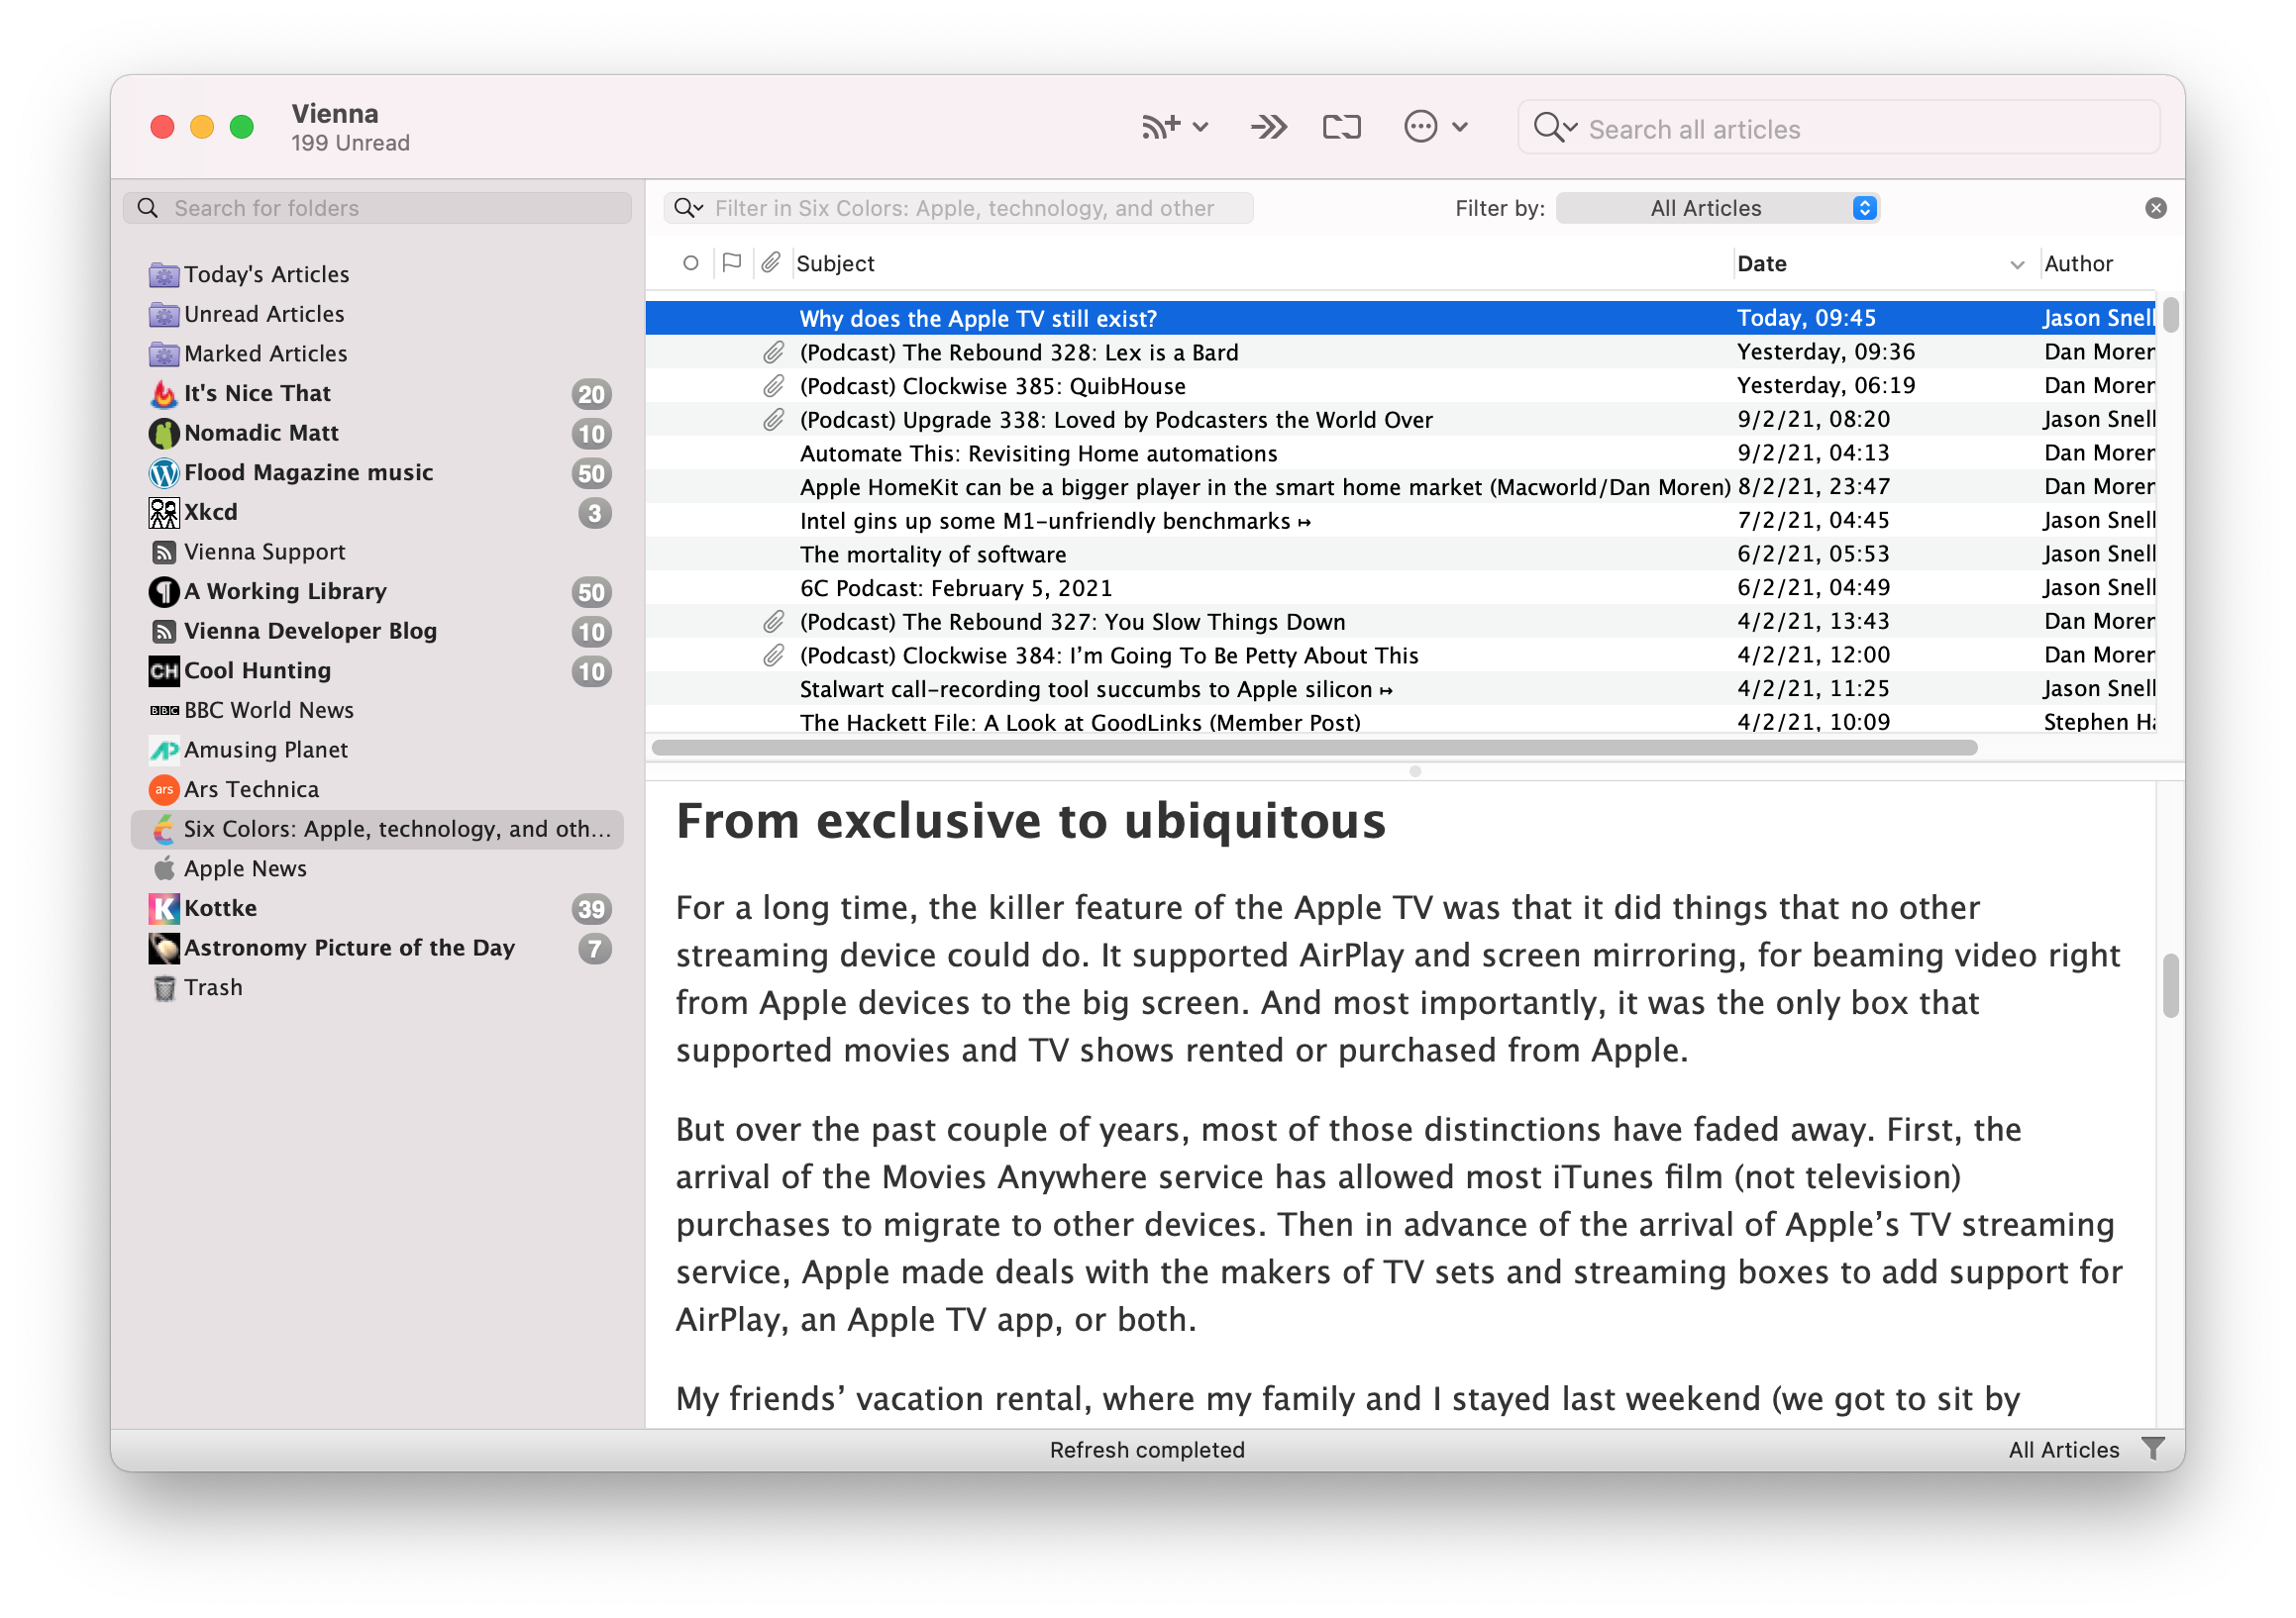 Vienna
199 Unread
Search all articles
Search for folders
Today's Articles
Unread Articles
Marked Articles
It's Nice That 20
Nomadic Matt 10
Flood Magazine music 50
Xkcd 3
Vienna Support
A Working Library 50
Vienna Developer Blog 10
CH Cool Hunting 10
BBC BBC World News
AP Amusing Planet
ars Ars Technica
Six Colors: Apple, technology, and oth...
Apple News
K Kottke 39
Astronomy Picture of the Day 7
Trash
Filter in Six Colors: Apple, technology, and other
Filter by: All Articles
Subject Date Author
Why does the Apple TV still exist? Today, 09:45 Jason Snell
(Podcast) The Rebound 328: Lex is a Bard Yesterday, 09:36 Dan Moren
(Podcast) Clockwise 385: QuibHouse Yesterday, 06:19 Dan Moren
(Podcast) Upgrade 338: Loved by Podcasters the World Over 9/2/21, 08:20 Jason Snell
Automate This: Revisiting Home automations 9/2/21, 04:13 Dan Moren
Apple HomeKit can be a bigger player in the smart home market (Macworld/Dan Moren) 8/2/21, 23:47 Dan Moren
Intel gins up some M1-unfriendly benchmarks ↦ 7/2/21, 04:45 Jason Snell
The mortality of software 6/2/21, 05:53 Jason Snell
6C Podcast: February 5, 2021 6/2/21, 04:49 Jason Snell
(Podcast) The Rebound 327: You Slow Things Down 4/2/21, 13:43 Dan Moren
(Podcast) Clockwise 384: I’m Going To Be Petty About This 4/2/21, 12:00 Dan Moren
Stalwart call-recording tool succumbs to Apple silicon ↦ 4/2/21, 11:25 Jason Snell
The Hackett File: A Look at GoodLinks (Member Post) 4/2/21, 10:09 Stephen Ha
From exclusive to ubiquitous
For a long time, the killer feature of the Apple TV was that it did things that no other
streaming device could do. It supported AirPlay and screen mirroring, for beaming video right
from Apple devices to the big screen. And most importantly, it was the only box that
supported movies and TV shows rented or purchased from Apple.
But over the past couple of years, most of those distinctions have faded away. First, the
arrival of the Movies Anywhere service has allowed most iTunes film (not television)
purchases to migrate to other devices. Then in advance of the arrival of Apple’s TV streaming
service, Apple made deals with the makers of TV sets and streaming boxes to add support for
AirPlay, an Apple TV app, or both.
My friends’ vacation rental, where my family and I stayed last weekend (we got to sit by
Refresh completed
All Articles